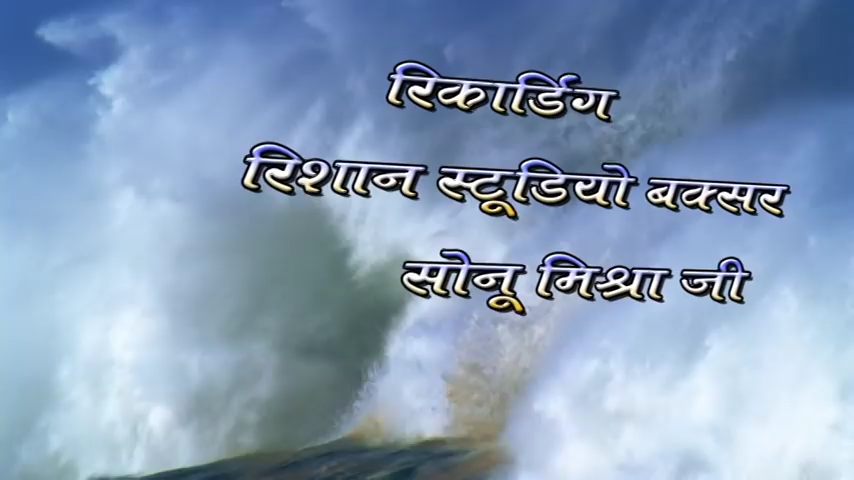 रिकार्डिग
रिशान स्टूडियो बक्सर
सोनू मिश्रा जी